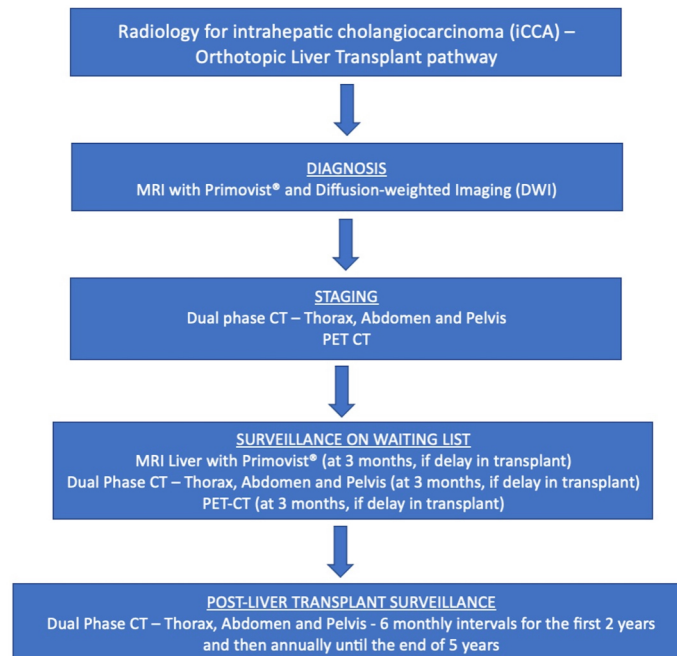 Radiology for intrahepatic cholangiocarcinoma (iCCA) –
Orthotopic Liver Transplant pathway
DIAGNOSIS
MRI with Primovist® and Diffusion-weighted Imaging (DWI)
STAGING
Dual phase CT – Thorax, Abdomen and Pelvis
PET CT
SURVEILLANCE ON WAITING LIST
MRI Liver with Primovist® (at 3 months, if delay in transplant)
Dual Phase CT – Thorax, Abdomen and Pelvis (at 3 months, if delay in transplant)
PET-CT (at 3 months, if delay in transplant)
POST-LIVER TRANSPLANT SURVEILLANCE
Dual Phase CT – Thorax, Abdomen and Pelvis - 6 monthly intervals for the first 2 years
and then annually until the end of 5 years